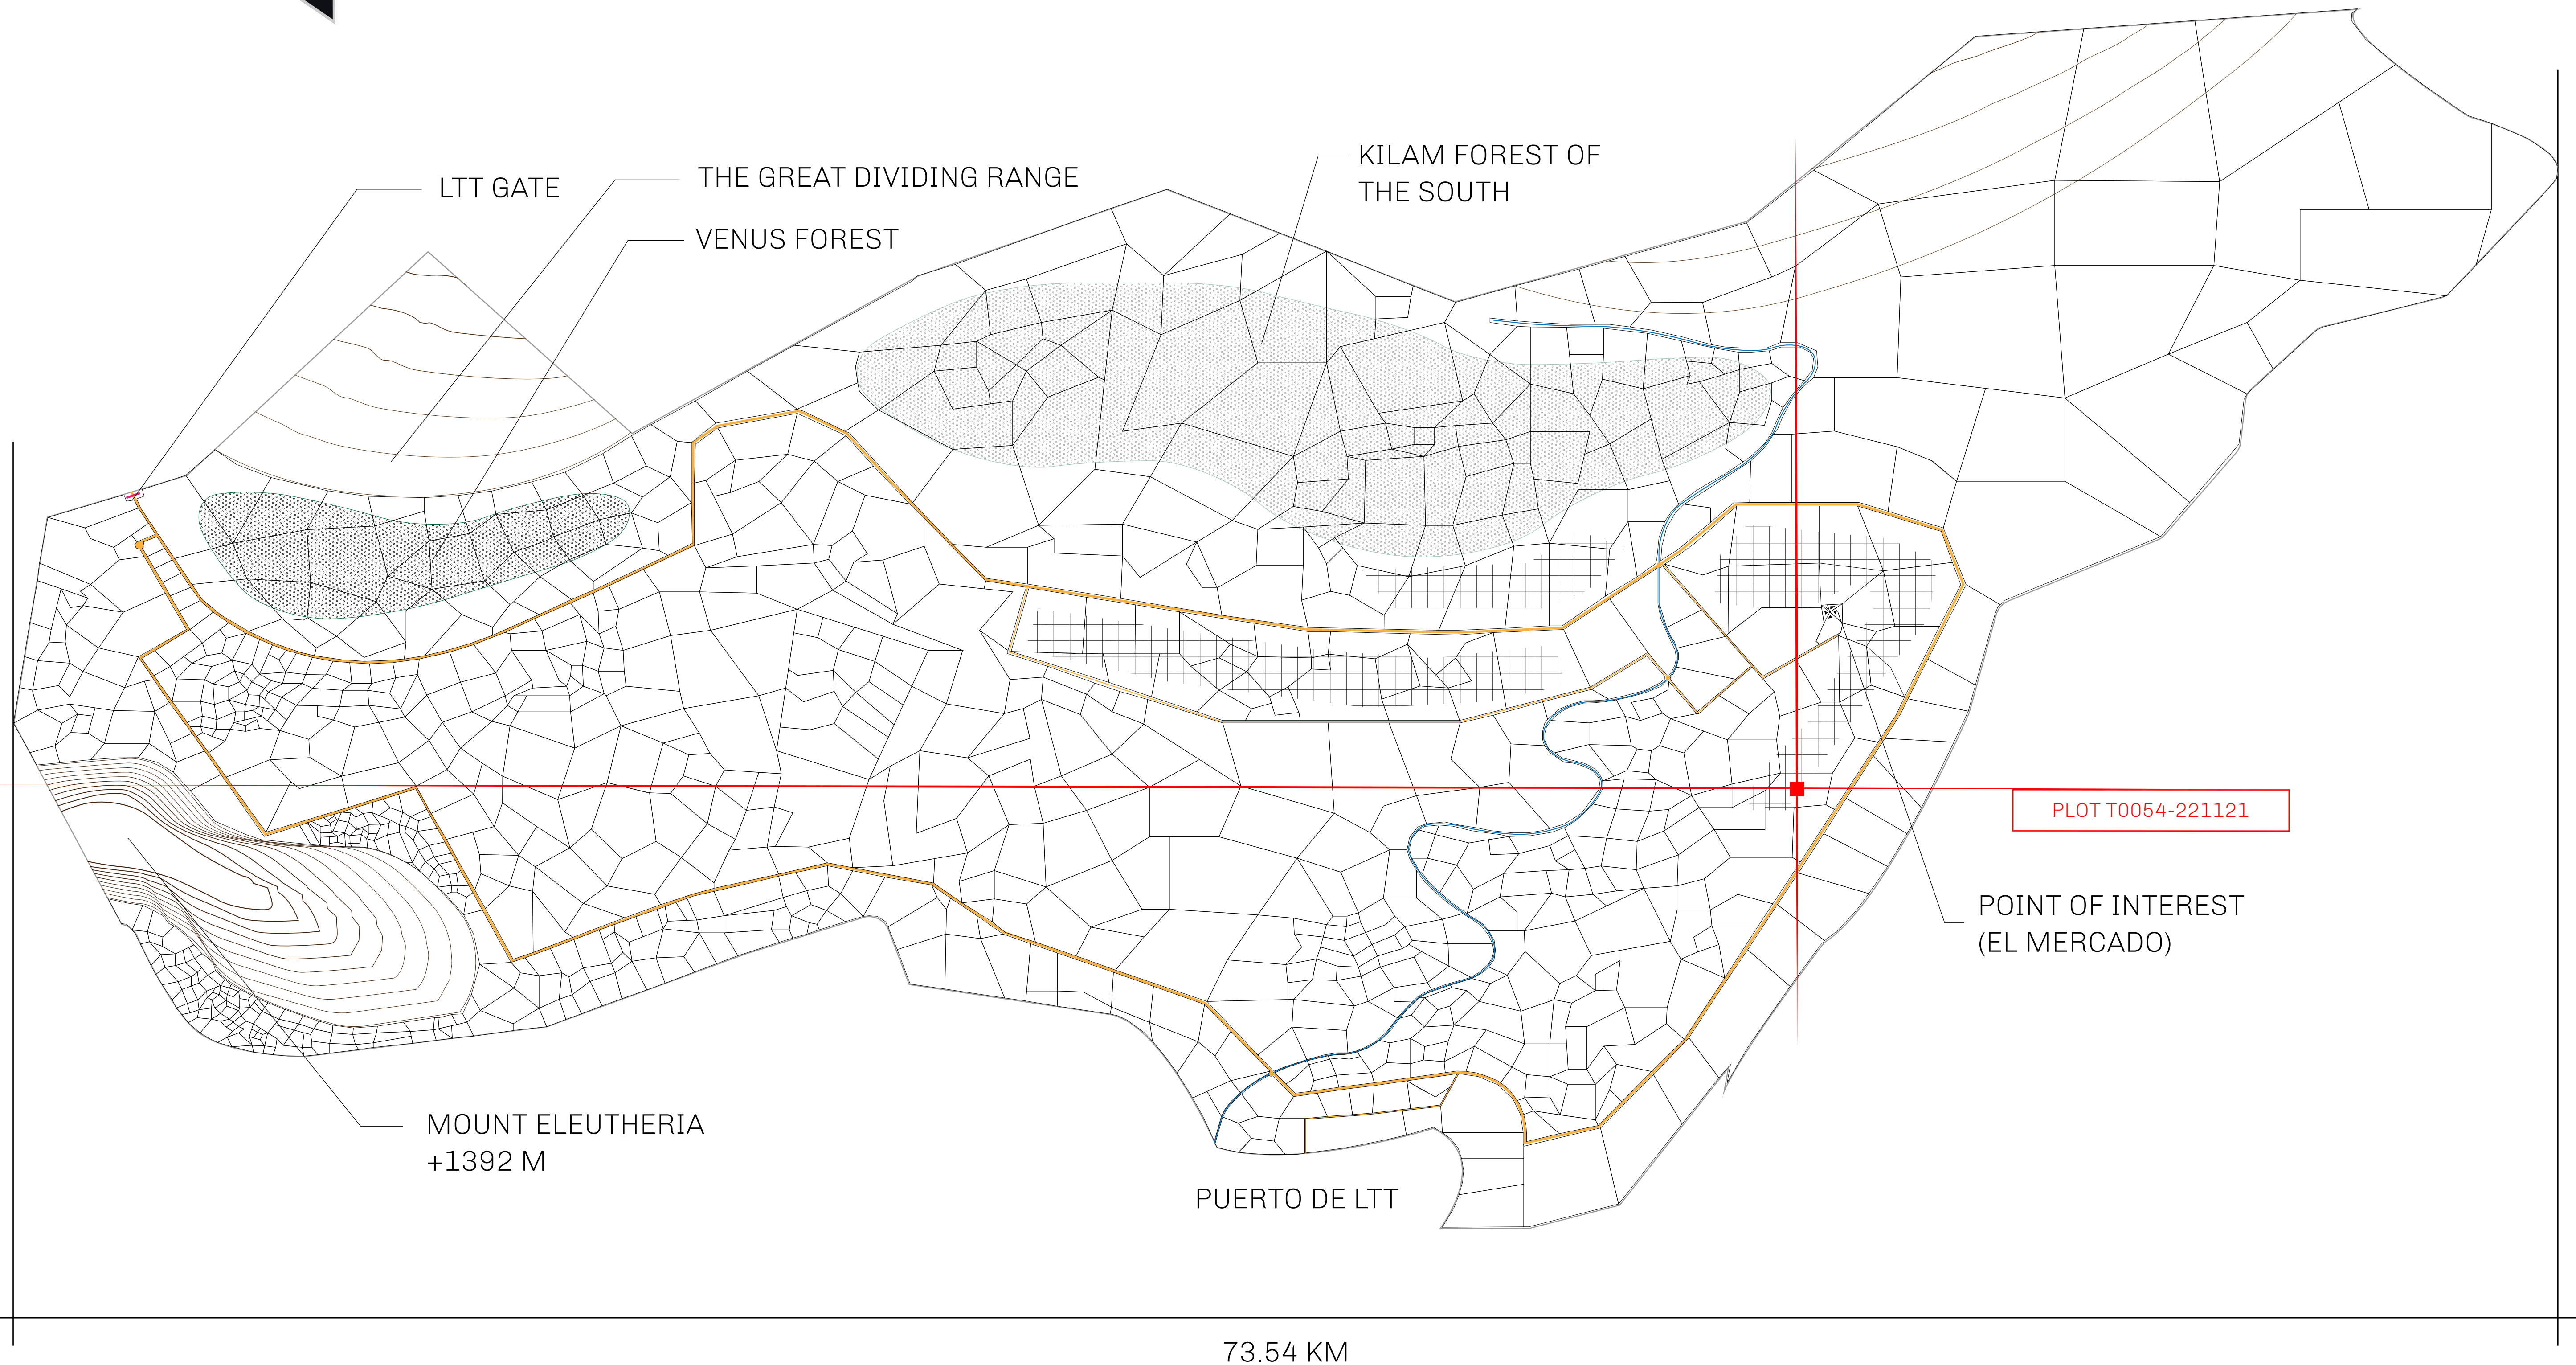 KILAM FOREST OF
THE SOUTH
LTT GATE
THE GREAT DIVIDING RANGE
VENUS FOREST
PLOT T0054-221121
POINT OF INTEREST
(EL MERCADO)
MOUNT ELEUTHERIA
+1392 M
PUERTO DE LTT
73.54 KM